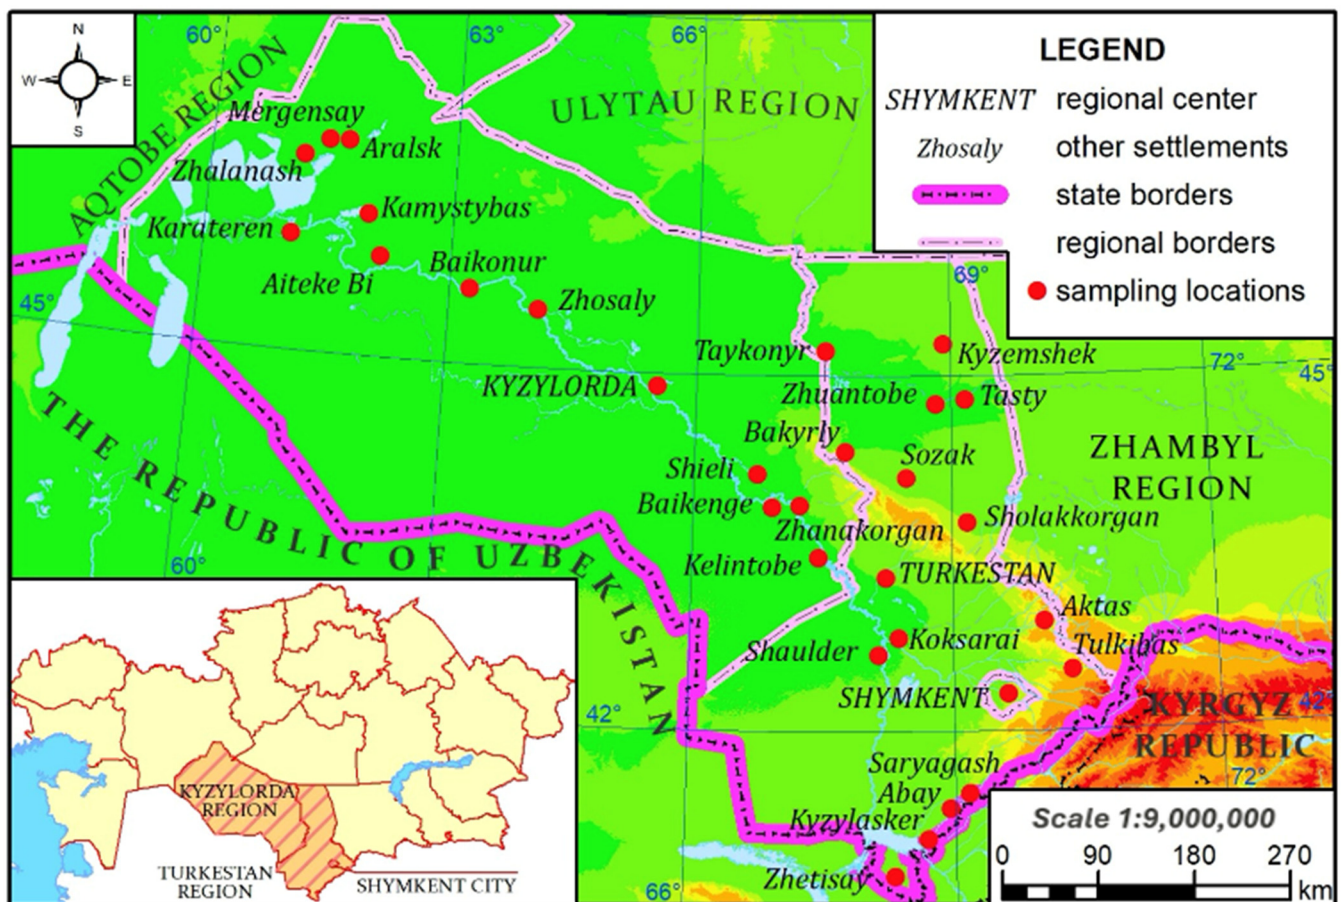 N
W
E
S
60°
63°
66°
AQTOBE REGION
ULYTAU REGION
LEGEND
SHYMKENT regional center
Zhosaly other settlements
state borders
regional borders
sampling locations
Mergensay
Aralsk
Zhalanash
Kamystybas
Karateren
Aiteke Bi
Baikonur
Zhosaly
69°
45°
Taykonyr
Kyzemshek
72°
45°
KYZYLORDA
Zhuantobe
Tasty
Bakyrly
Sozak
ZHAMBYL
REGION
Shieli
Baikenge
Zhanakorgan
Sholakkorgan
Kelintobe
TURKESTAN
THE REPUBLIC OF UZBEKISTAN
60°
Aktas
Koksarai
Tulkibas
Shaulder
SHYMKENT
42°
KYRGYZ
REPUBLIC
42°
72°
Saryagash
Abay
Kyzylasker
Zhetisay
66°
Scale 1:9,000,000
0 90 180 270
km
KYZYLORDA
REGION
TURKESTAN
REGION
SHYMKENT CITY